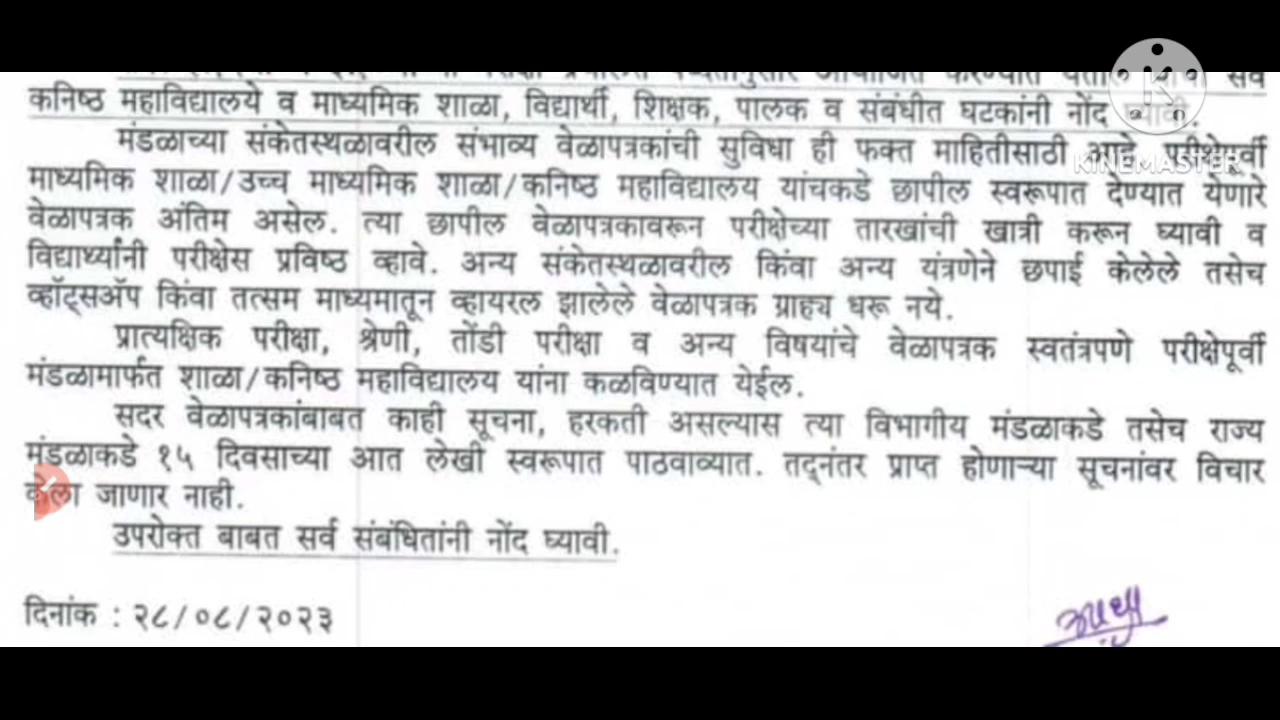 सर्व
कनिष्ठ महाविद्यालये व माध्यमिक शाळा, विद्यार्थी, शिक्षक, पालक व संबंधीत घटकांनी नोंद
मंडळाच्या संकेतस्थळावरील संभाव्य वेळापत्रकांची सुविधा ही फक्त माहितीसाठी आहे. परीक्षेपूर्वी
KINEMASTER
माध्यमिक शाळा/उच्च माध्यमिक शाळा/कनिष्ठ महाविद्यालय यांचकडे छापील स्वरूपात देण्यात येणारे
वेळापत्रक अंतिम असेल. त्या छापील वेळापत्रकावरून परीक्षेच्या तारखांची खात्री करून घ्यावी व
विद्यार्थ्यांनी परीक्षेस प्रविष्ठ व्हावे. अन्य संकेतस्थळावरील किंवा अन्य यंत्रणेने छपाई केलेले तसेच
व्हॉट्सॲप किंवा तत्सम माध्यमातून व्हायरल झालेले वेळापत्रक ग्राह्य धरू नये.
प्रात्यक्षिक परीक्षा, श्रेणी, तोंडी परीक्षा व अन्य विषयांचे वेळापत्रक स्वतंत्रपणे परीक्षेपूर्वी
मंडळामार्फत शाळा/कनिष्ठ महाविद्यालय यांना कळविण्यात येईल.
सदर वेळापत्रकांबाबत काही सूचना, हरकती असल्यास त्या विभागीय मंडळाकडे तसेच राज्य
मंडळाकडे १५ दिवसाच्या आत लेखी स्वरूपात पाठवाव्यात. तद्नंतर प्राप्त होणाऱ्या सूचनांवर विचार
केला जाणार नाही.
उपरोक्त बाबत सर्व संबंधितांनी नोंद घ्यावी.
दिनांक : २८/०८/२०२३